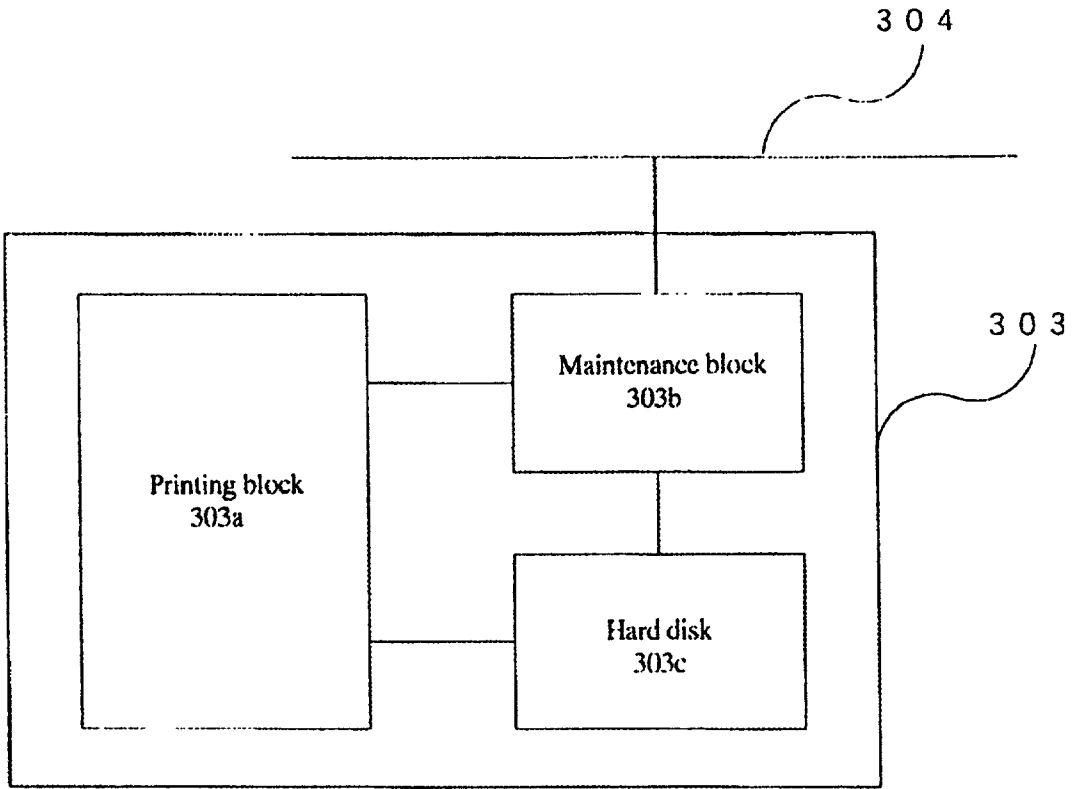 ３０４
３０３
Maintenance block
303b
Printing block
303a
Hard disk
303c